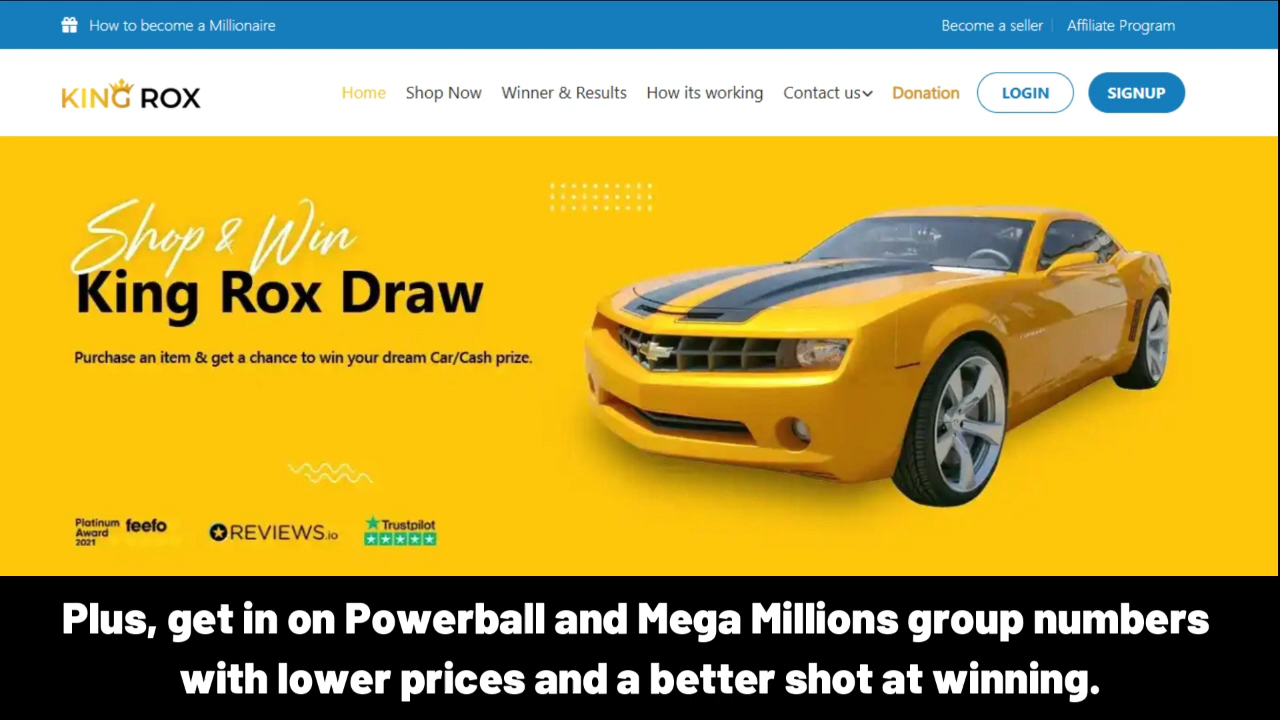 How to become a Millionaire
Become a seller
Affiliate Program
KING ROX
Home
Shop Now
Winner & Results
How its working
Contact us
Donation
LOGIN
SIGNUP
Shop & Win
King Rox Draw
Purchase an item & get a chance to win your dream Car/Cash prize.
Platinum
Award
2021
feefo
REVIEWS.io
Trustpilot
Plus, get in on Powerball and Mega Millions group numbers
with lower prices and a better shot at winning.